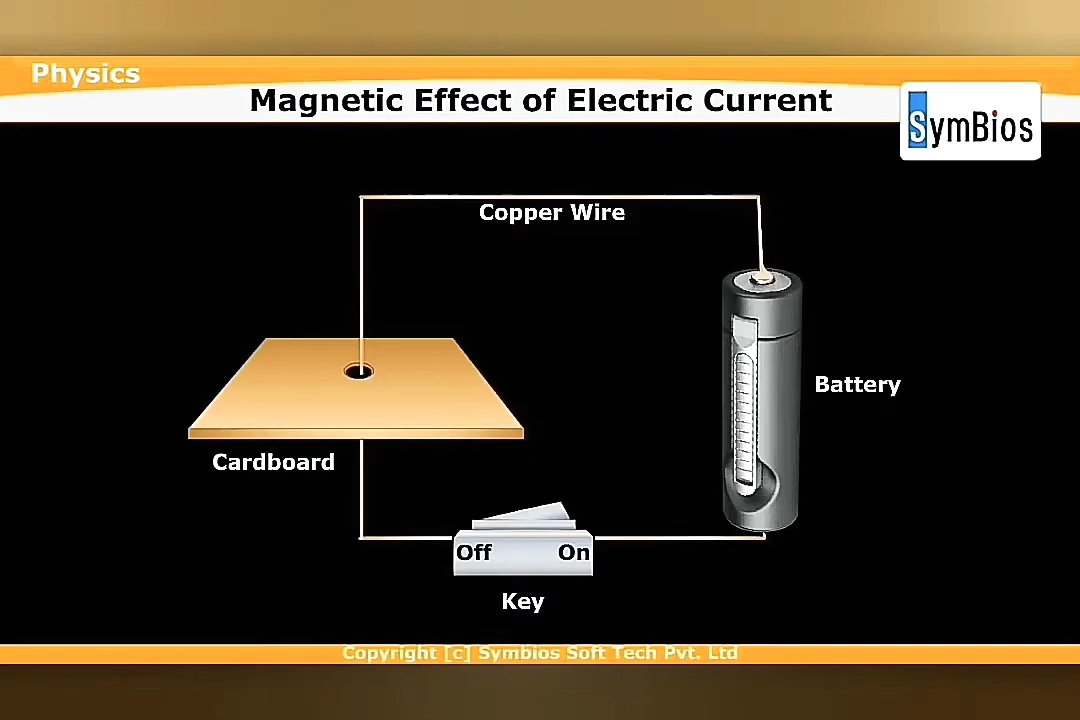 Physics
Magnetic Effect of Electric Current
SymBios
Copper Wire
Battery
Cardboard
Off On
Key
Copyright [c] Symbios Soft Tech Pvt. Ltd